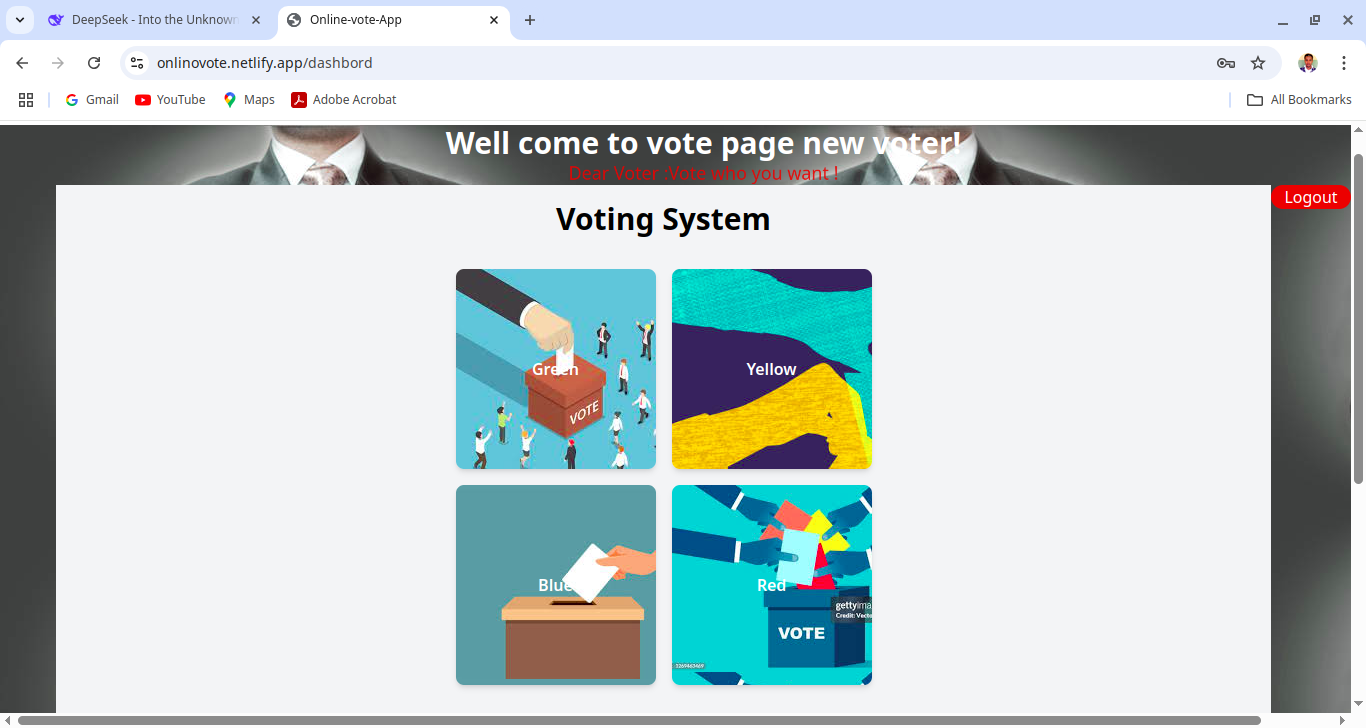 DeepSeek - Into the Unknown
Online-vote-App
onlinovote.netlify.app/dashbord
Gmail
YouTube
Maps
Adobe Acrobat
All Bookmarks
Well come to vote page new voter!
Dear Voter :Vote who you want !
Logout
Voting System
Green
VOTE
Yellow
Blue
Red
gettyima
Credit: Vecto
VOTE